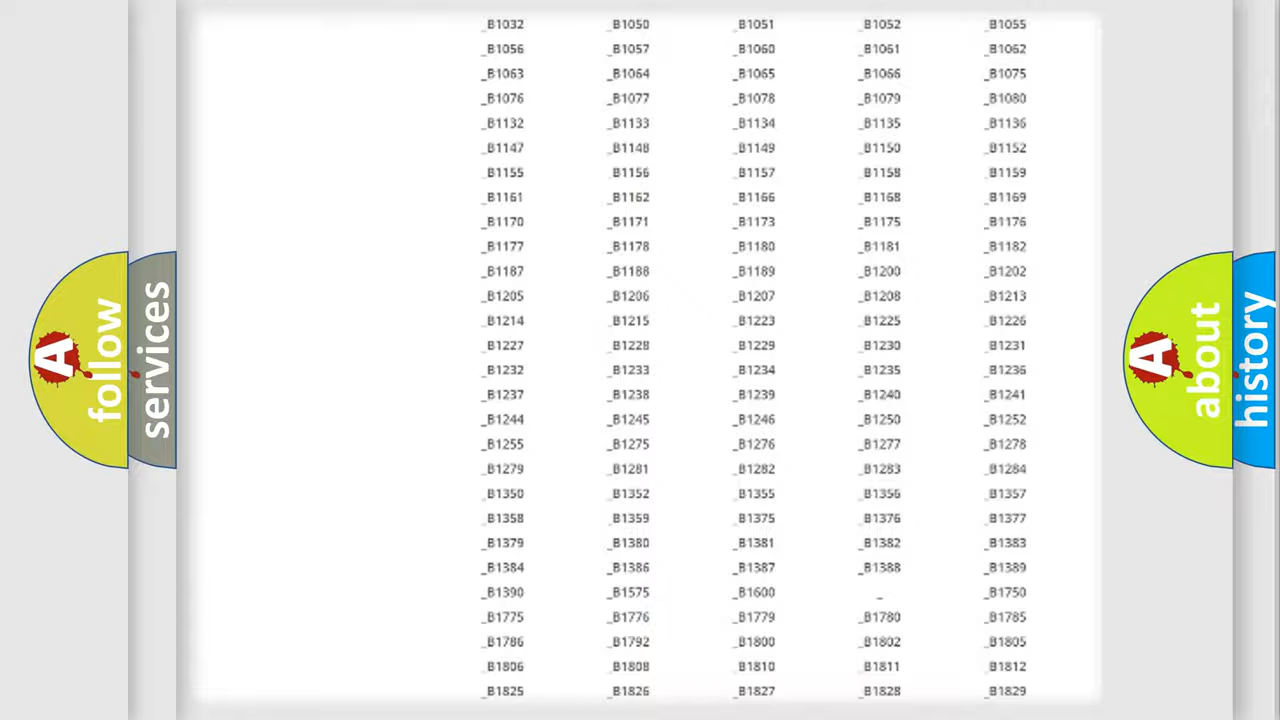 _B1032 _B1050 _B1051 _B1052 _B1055
_B1056 _B1057 _B1060 _B1061 _B1062
_B1063 _B1064 _B1065 _B1066 _B1075
_B1076 _B1077 _B1078 _B1079 _B1080
_B1132 _B1133 _B1134 _B1135 _B1136
_B1147 _B1148 _B1149 _B1150 _B1152
_B1155 _B1156 _B1157 _B1158 _B1159
_B1161 _B1162 _B1166 _B1168 _B1169
_B1170 _B1171 _B1173 _B1175 _B1176
_B1177 _B1178 _B1180 _B1181 _B1182
_B1187 _B1188 _B1189 _B1200 _B1202
_B1205 _B1206 _B1207 _B1208 _B1213
_B1214 _B1215 _B1223 _B1225 _B1226
_B1227 _B1228 _B1229 _B1230 _B1231
_B1232 _B1233 _B1234 _B1235 _B1236
_B1237 _B1238 _B1239 _B1240 _B1241
_B1244 _B1245 _B1246 _B1250 _B1252
_B1255 _B1275 _B1276 _B1277 _B1278
_B1279 _B1281 _B1282 _B1283 _B1284
_B1350 _B1352 _B1355 _B1356 _B1357
_B1358 _B1359 _B1375 _B1376 _B1377
_B1379 _B1380 _B1381 _B1382 _B1383
_B1384 _B1386 _B1387 _B1388 _B1389
_B1390 _B1575 _B1600 _ _B1750
_B1775 _B1776 _B1779 _B1780 _B1785
_B1786 _B1792 _B1800 _B1802 _B1805
_B1806 _B1808 _B1810 _B1811 _B1812
_B1825 _B1826 _B1827 _B1828 _B1829
A follow
services
A about
history